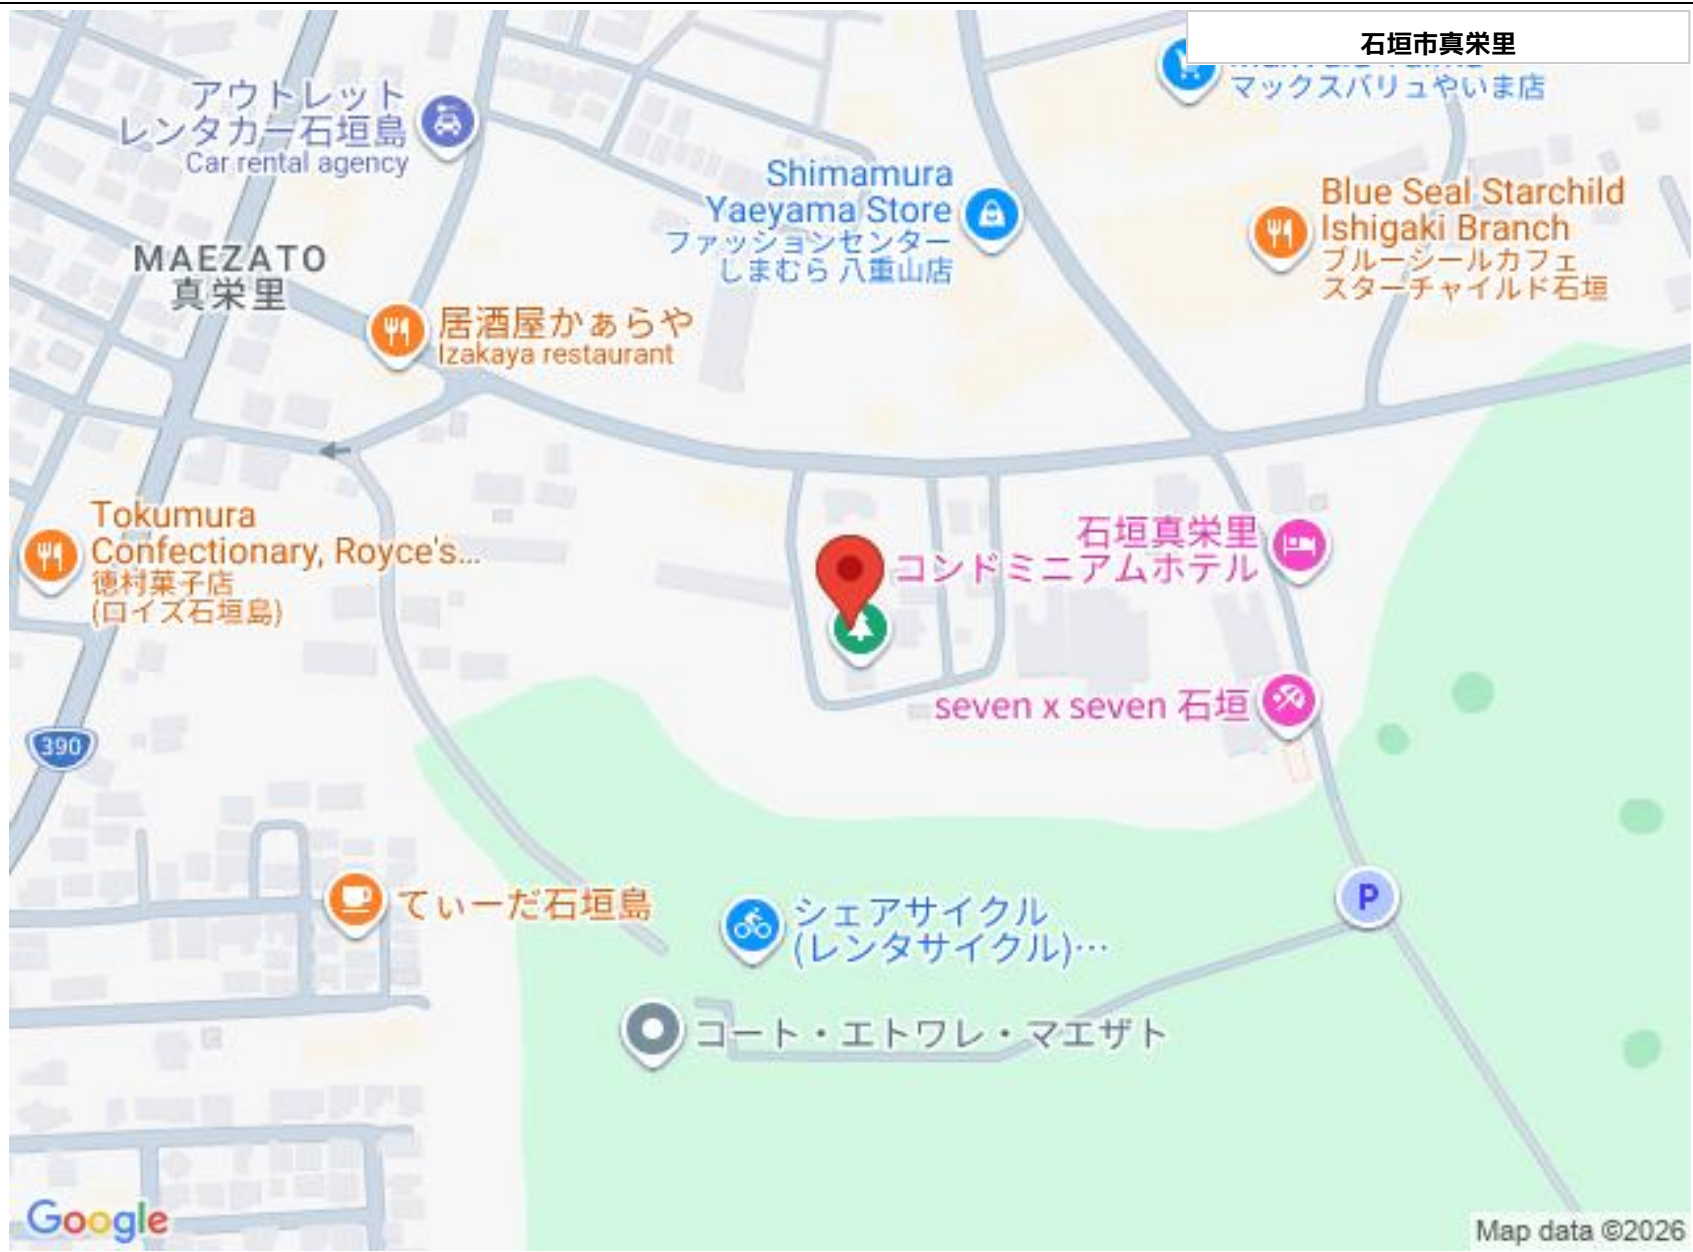 石垣市真栄里
マックスバリュやいま店
アウトレット
レンタカー石垣島
Car rental agency
Shimamura
Yaeyama Store
ファッションセンター
しまむら 八重山店
Blue Seal Starchild
Ishigaki Branch
ブルーシールカフェ
スターチャイルド石垣
MAEZATO
真栄里
居酒屋かぁらや
Izakaya restaurant
Tokumura
Confectionary, Royce's...
徳村菓子店
(ロイズ石垣島)
石垣真栄里
コンドミニアムホテル
seven x seven 石垣
390
てぃーだ石垣島
P
シェアサイクル
(レンタサイクル)…
コート・エトワレ・マエザト
Google
Map data ©2026